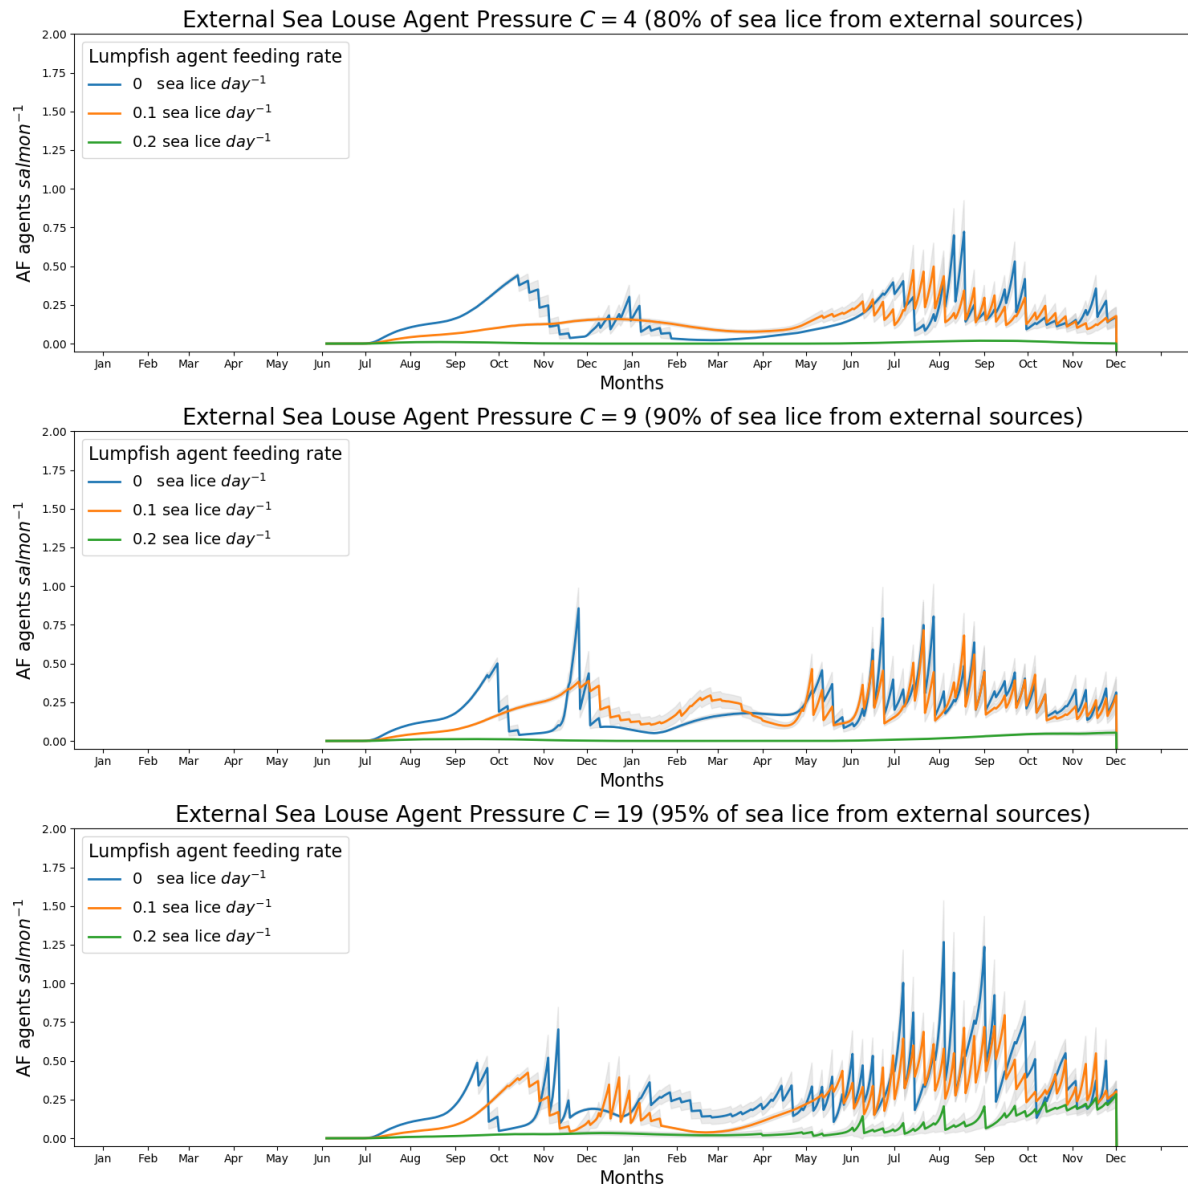 External Sea Louse Agent Pressure C = 4 (80% of sea lice from external sources)
2.00
1.75
1.50
1.25
1.00
0.75
0.50
0.25
0.00
AF agents salmon⁻¹
Lumpfish agent feeding rate
0 sea lice day⁻¹
0.1 sea lice day⁻¹
0.2 sea lice day⁻¹
Jan Feb Mar Apr May Jun Jul Aug Sep Oct Nov Dec Jan Feb Mar Apr May Jun Jul Aug Sep Oct Nov Dec
Months
External Sea Louse Agent Pressure C = 9 (90% of sea lice from external sources)
2.00
1.75
1.50
1.25
1.00
0.75
0.50
0.25
0.00
AF agents salmon⁻¹
Lumpfish agent feeding rate
0 sea lice day⁻¹
0.1 sea lice day⁻¹
0.2 sea lice day⁻¹
Jan Feb Mar Apr May Jun Jul Aug Sep Oct Nov Dec Jan Feb Mar Apr May Jun Jul Aug Sep Oct Nov Dec
Months
External Sea Louse Agent Pressure C = 19 (95% of sea lice from external sources)
2.00
1.75
1.50
1.25
1.00
0.75
0.50
0.25
0.00
AF agents salmon⁻¹
Lumpfish agent feeding rate
0 sea lice day⁻¹
0.1 sea lice day⁻¹
0.2 sea lice day⁻¹
Jan Feb Mar Apr May Jun Jul Aug Sep Oct Nov Dec Jan Feb Mar Apr May Jun Jul Aug Sep Oct Nov Dec
Months